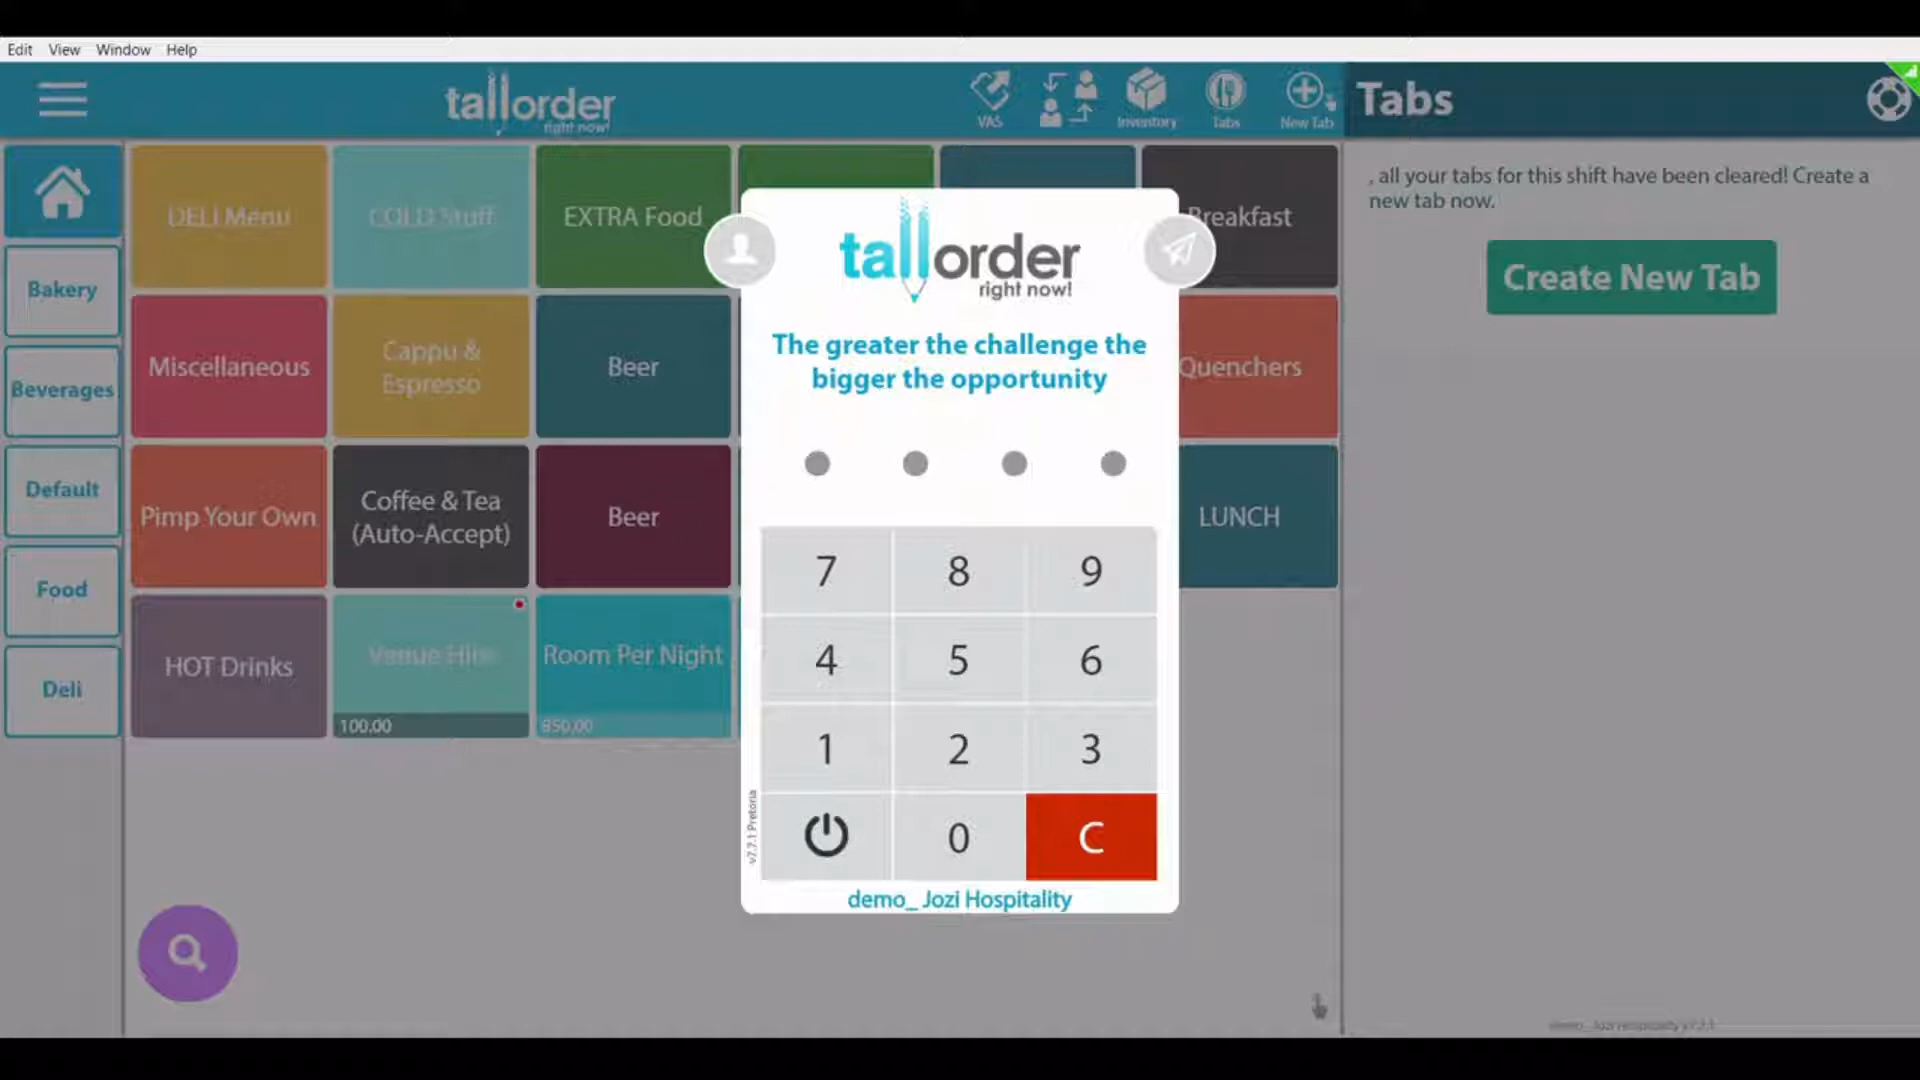 Edit View Window Help
tallorder
right now!
VAS
Inventory
Tabs
New Tab
Tabs
, all your tabs for this shift have been cleared! Create a
new tab now.
Create New Tab
Bakery
Beverages
Default
Food
Deli
DELI Menu
COLD Stuff
EXTRA Food
Breakfast
Miscellaneous
Cappu &
Espresso
Beer
Quenchers
Pimp Your Own
Coffee & Tea
(Auto-Accept)
Beer
LUNCH
HOT Drinks
Venue Hire
100.00
Room Per Night
850.00
tallorder
right now!
The greater the challenge the
bigger the opportunity
7 8 9
4 5 6
1 2 3
0 C
v7.7.1 Pretoria
demo_ Jozi Hospitality